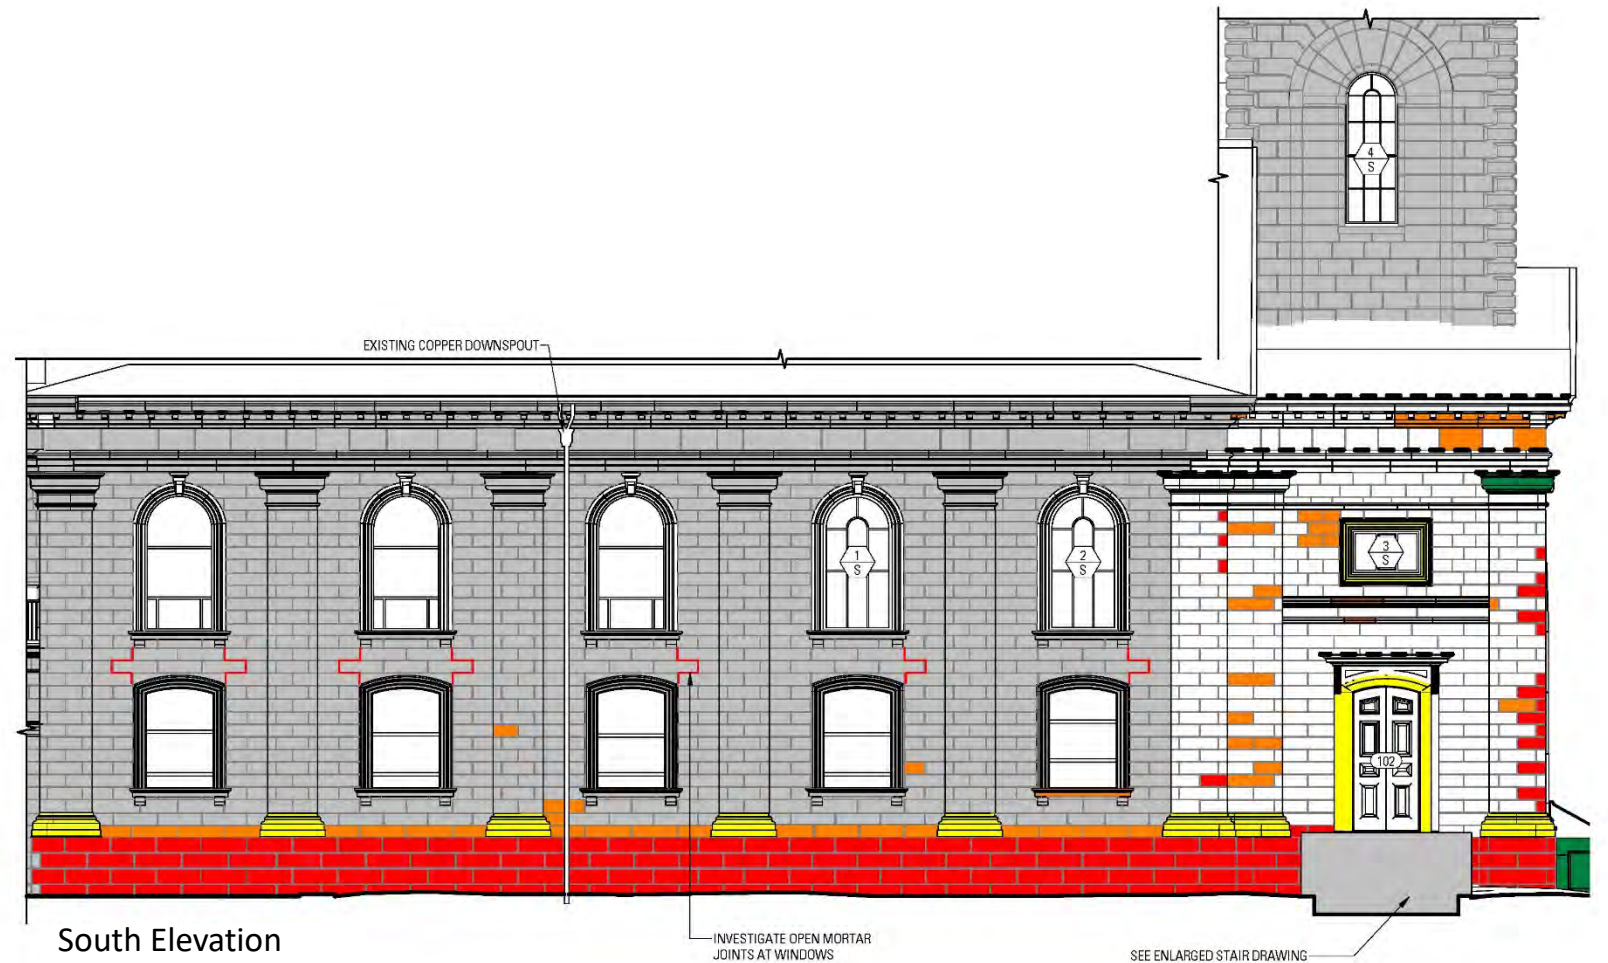 4
S
EXISTING COPPER DOWNSPOUT
1
S
2
S
3
S
102
South Elevation
INVESTIGATE OPEN MORTAR
JOINTS AT WINDOWS
SEE ENLARGED STAIR DRAWING